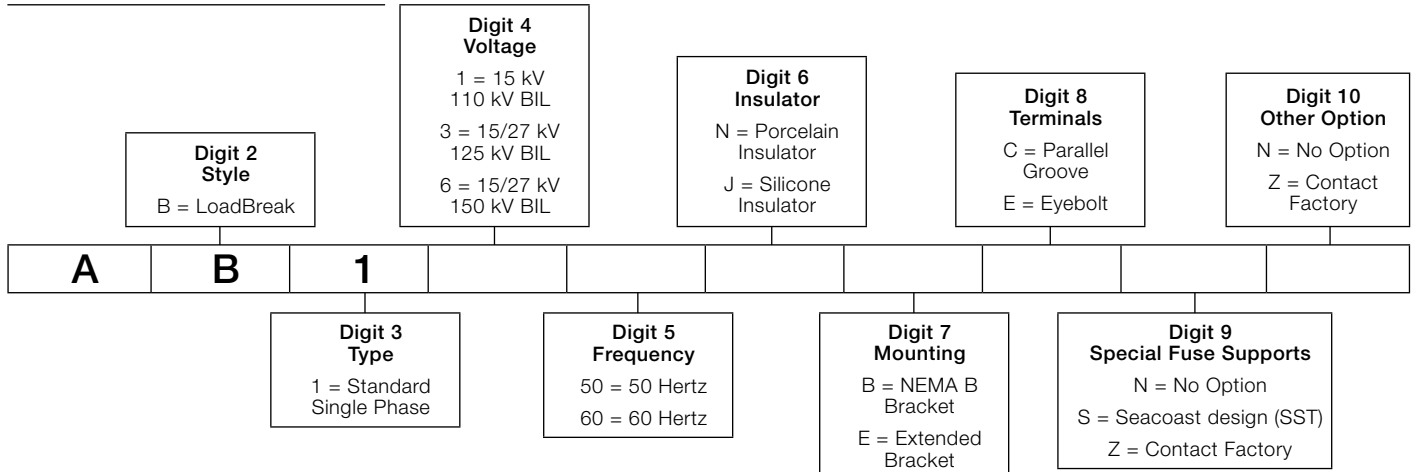 Digit 4
Voltage
1 = 15 kV
110 kV BIL
3 = 15/27 kV
125 kV BIL
6 = 15/27 kV
150 kV BIL
Digit 6
Insulator
N = Porcelain
Insulator
J = Silicone
Insulator
Digit 8
Terminals
C = Parallel
Groove
E = Eyebolt
Digit 10
Other Option
N = No Option
Z = Contact
Factory
Digit 2
Style
B = LoadBreak
A B 1
Digit 3
Type
1 = Standard
Single Phase
Digit 5
Frequency
50 = 50 Hertz
60 = 60 Hertz
Digit 7
Mounting
B = NEMA B
Bracket
E = Extended
Bracket
Digit 9
Special Fuse Supports
N = No Option
S = Seacoast design (SST)
Z = Contact Factory